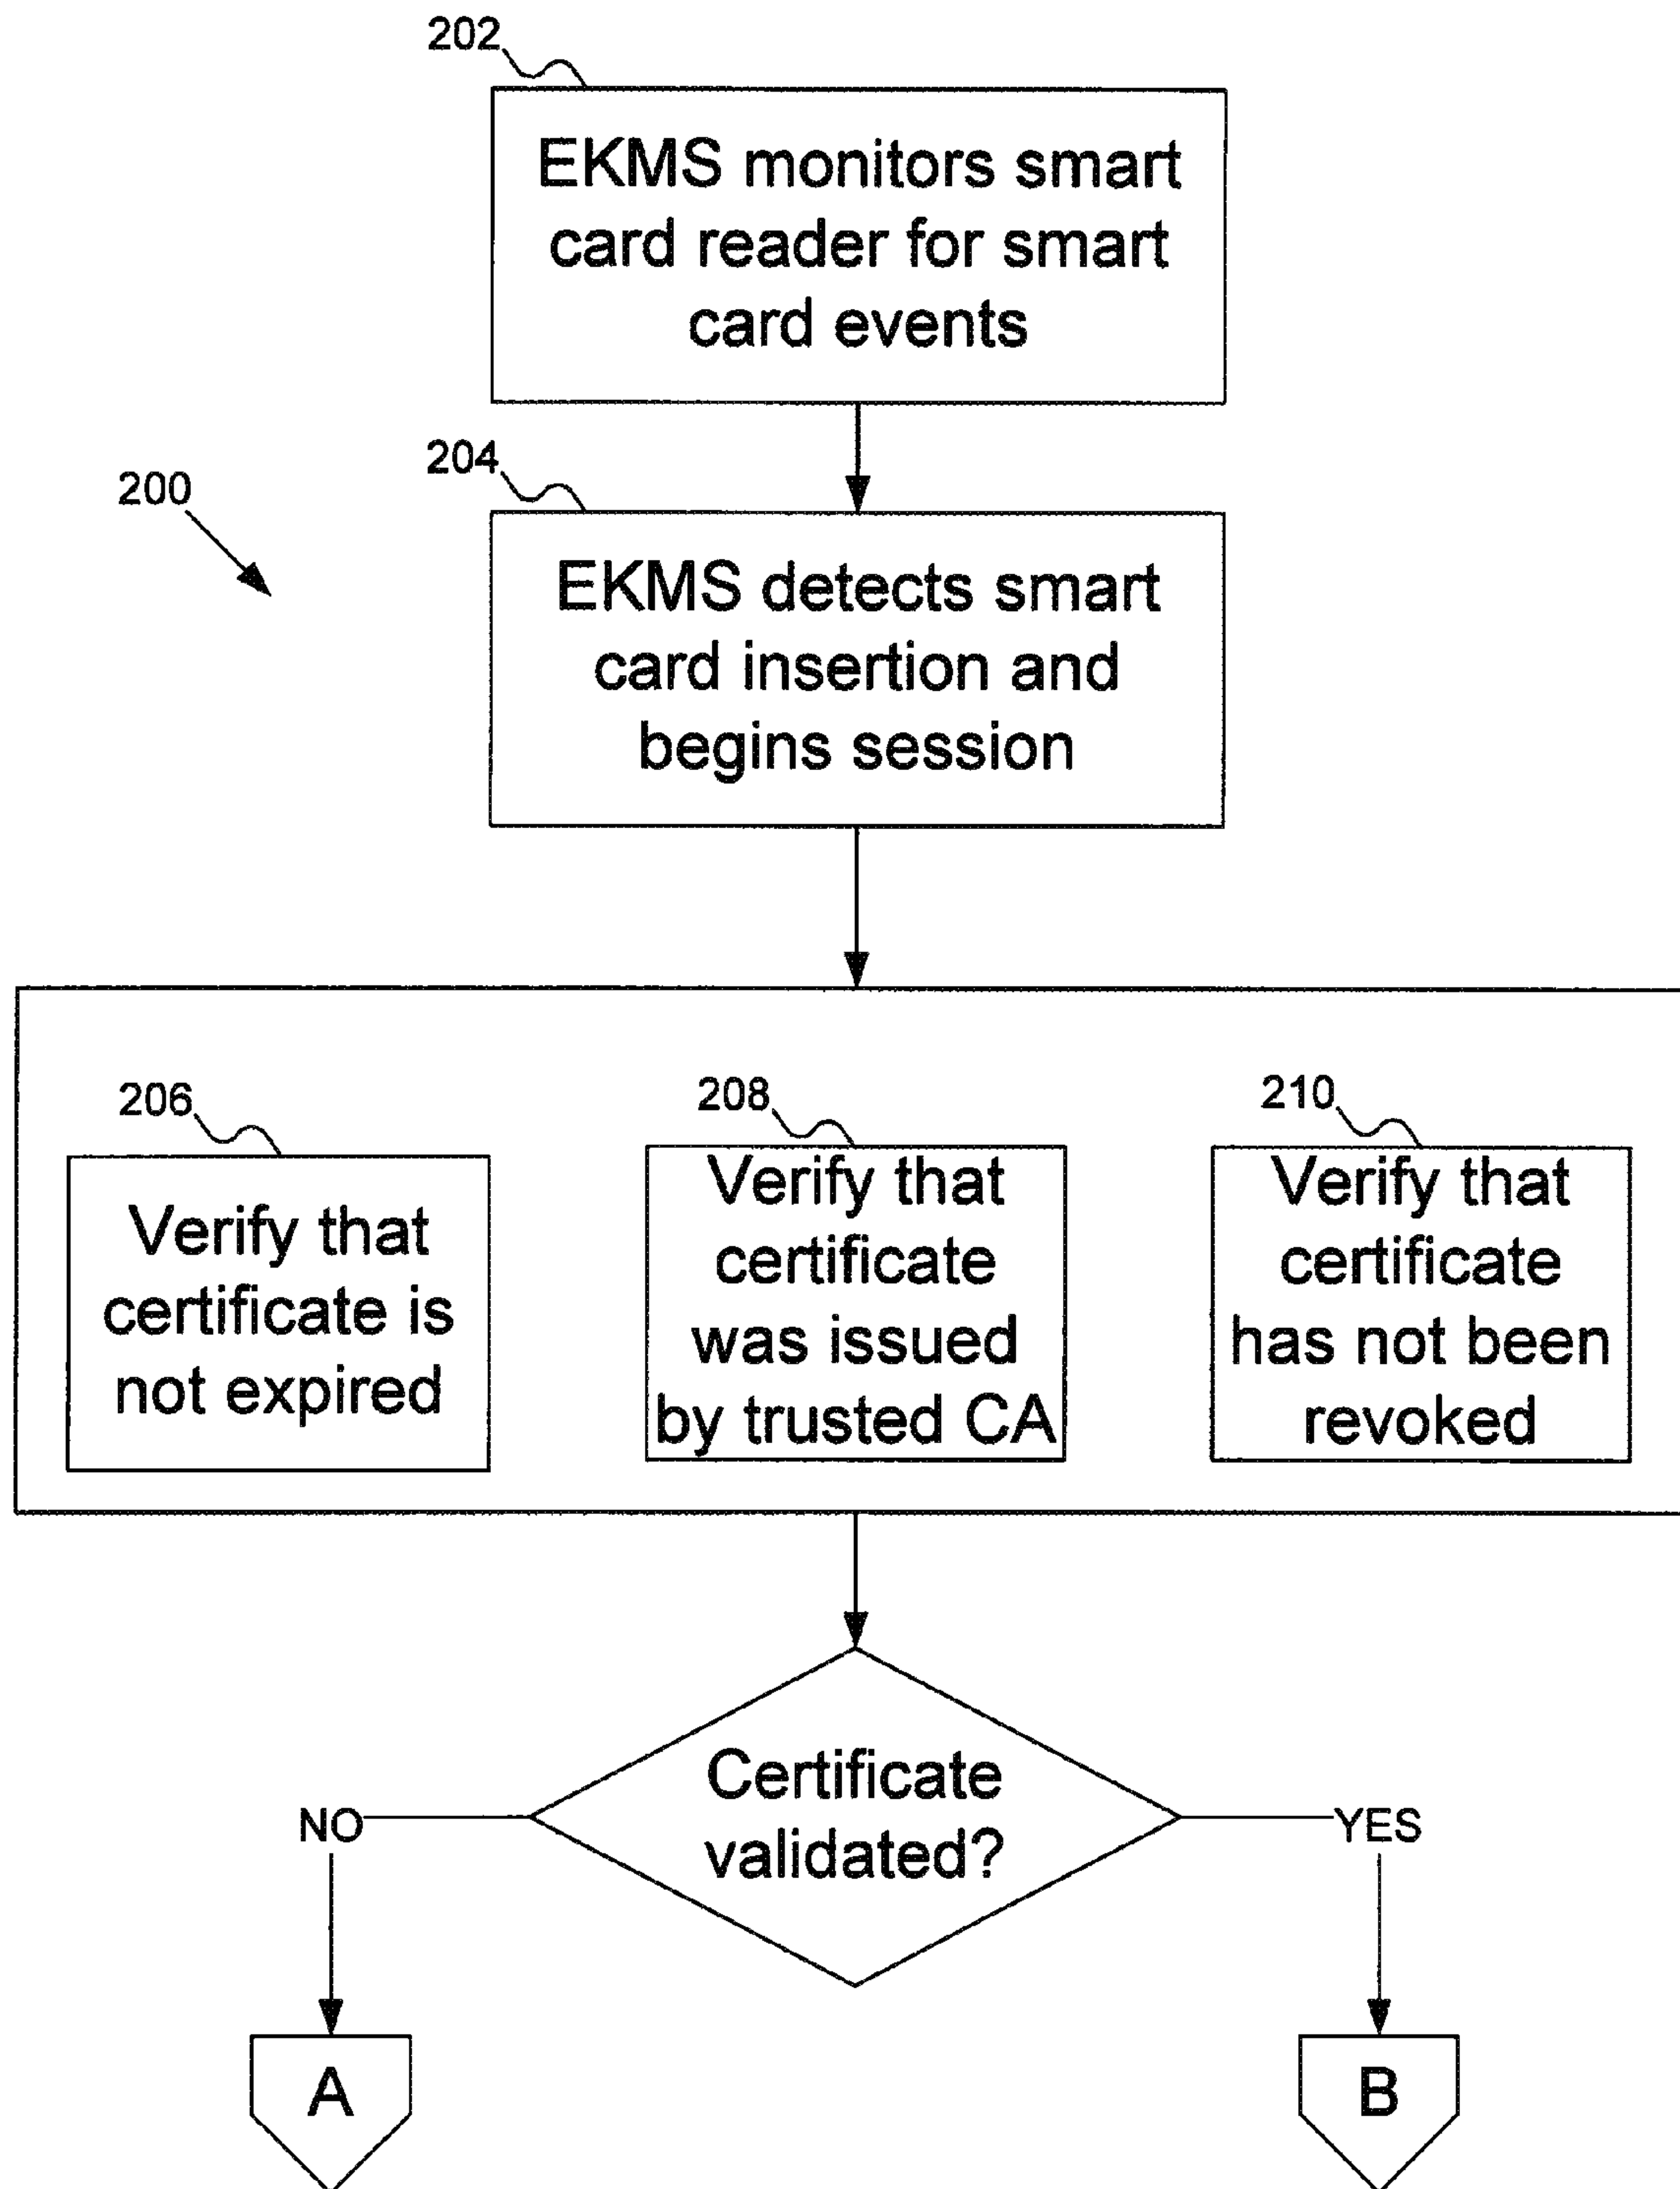 202
EKMS monitors smart
card reader for smart
card events
204
200
EKMS detects smart
card insertion and
begins session
206
Verify that
certificate is
not expired
208
Verify that
certificate
was issued
by trusted CA
210
Verify that
certificate
has not been
revoked
Certificate
validated?
NO
YES
A
B